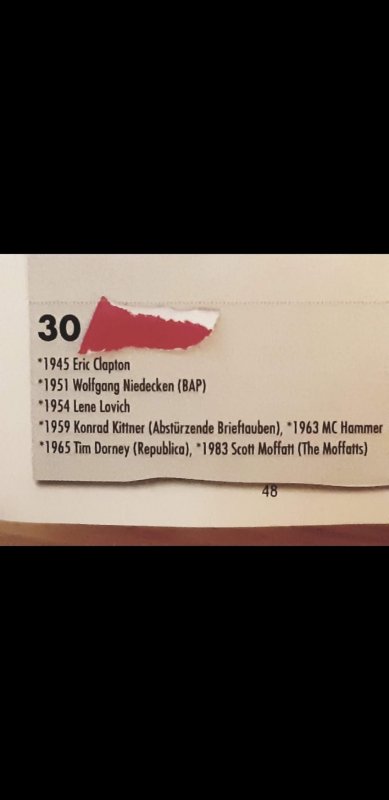 30
*1945 Eric Clapton
*1951 Wolfgang Niedecken (BAP)
*1954 Lene Lovich
*1959 Konrad Kittner (Abstürzende Brieftauben), *1963 MC Hammer
*1965 Tim Dorney (Republica), *1983 Scott Moffatt (The Moffatts)
48